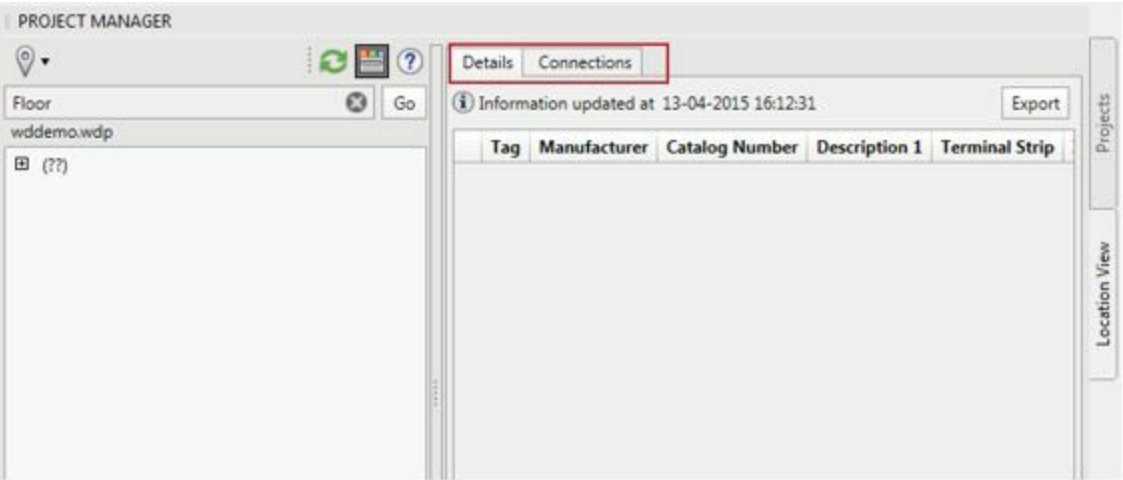 PROJECT MANAGER
Floor
Go
wddemo.wdp
(??)
Details Connections
Information updated at 13-04-2015 16:12:31
Export
Tag Manufacturer Catalog Number Description 1 Terminal Strip
Projects
Location View